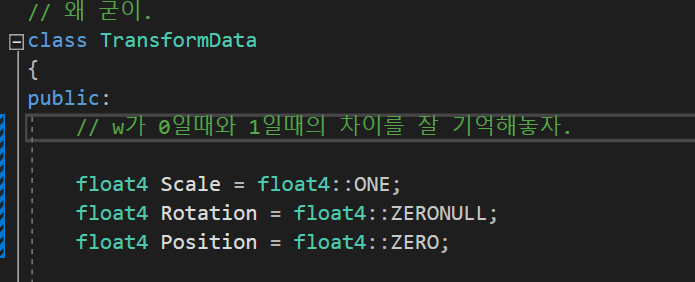 // 왜 굳이.
class TransformData
{
public:
// w가 0일때와 1일때의 차이를 잘 기억해놓자.
float4 Scale = float4::ONE;
float4 Rotation = float4::ZERONULL;
float4 Position = float4::ZERO;